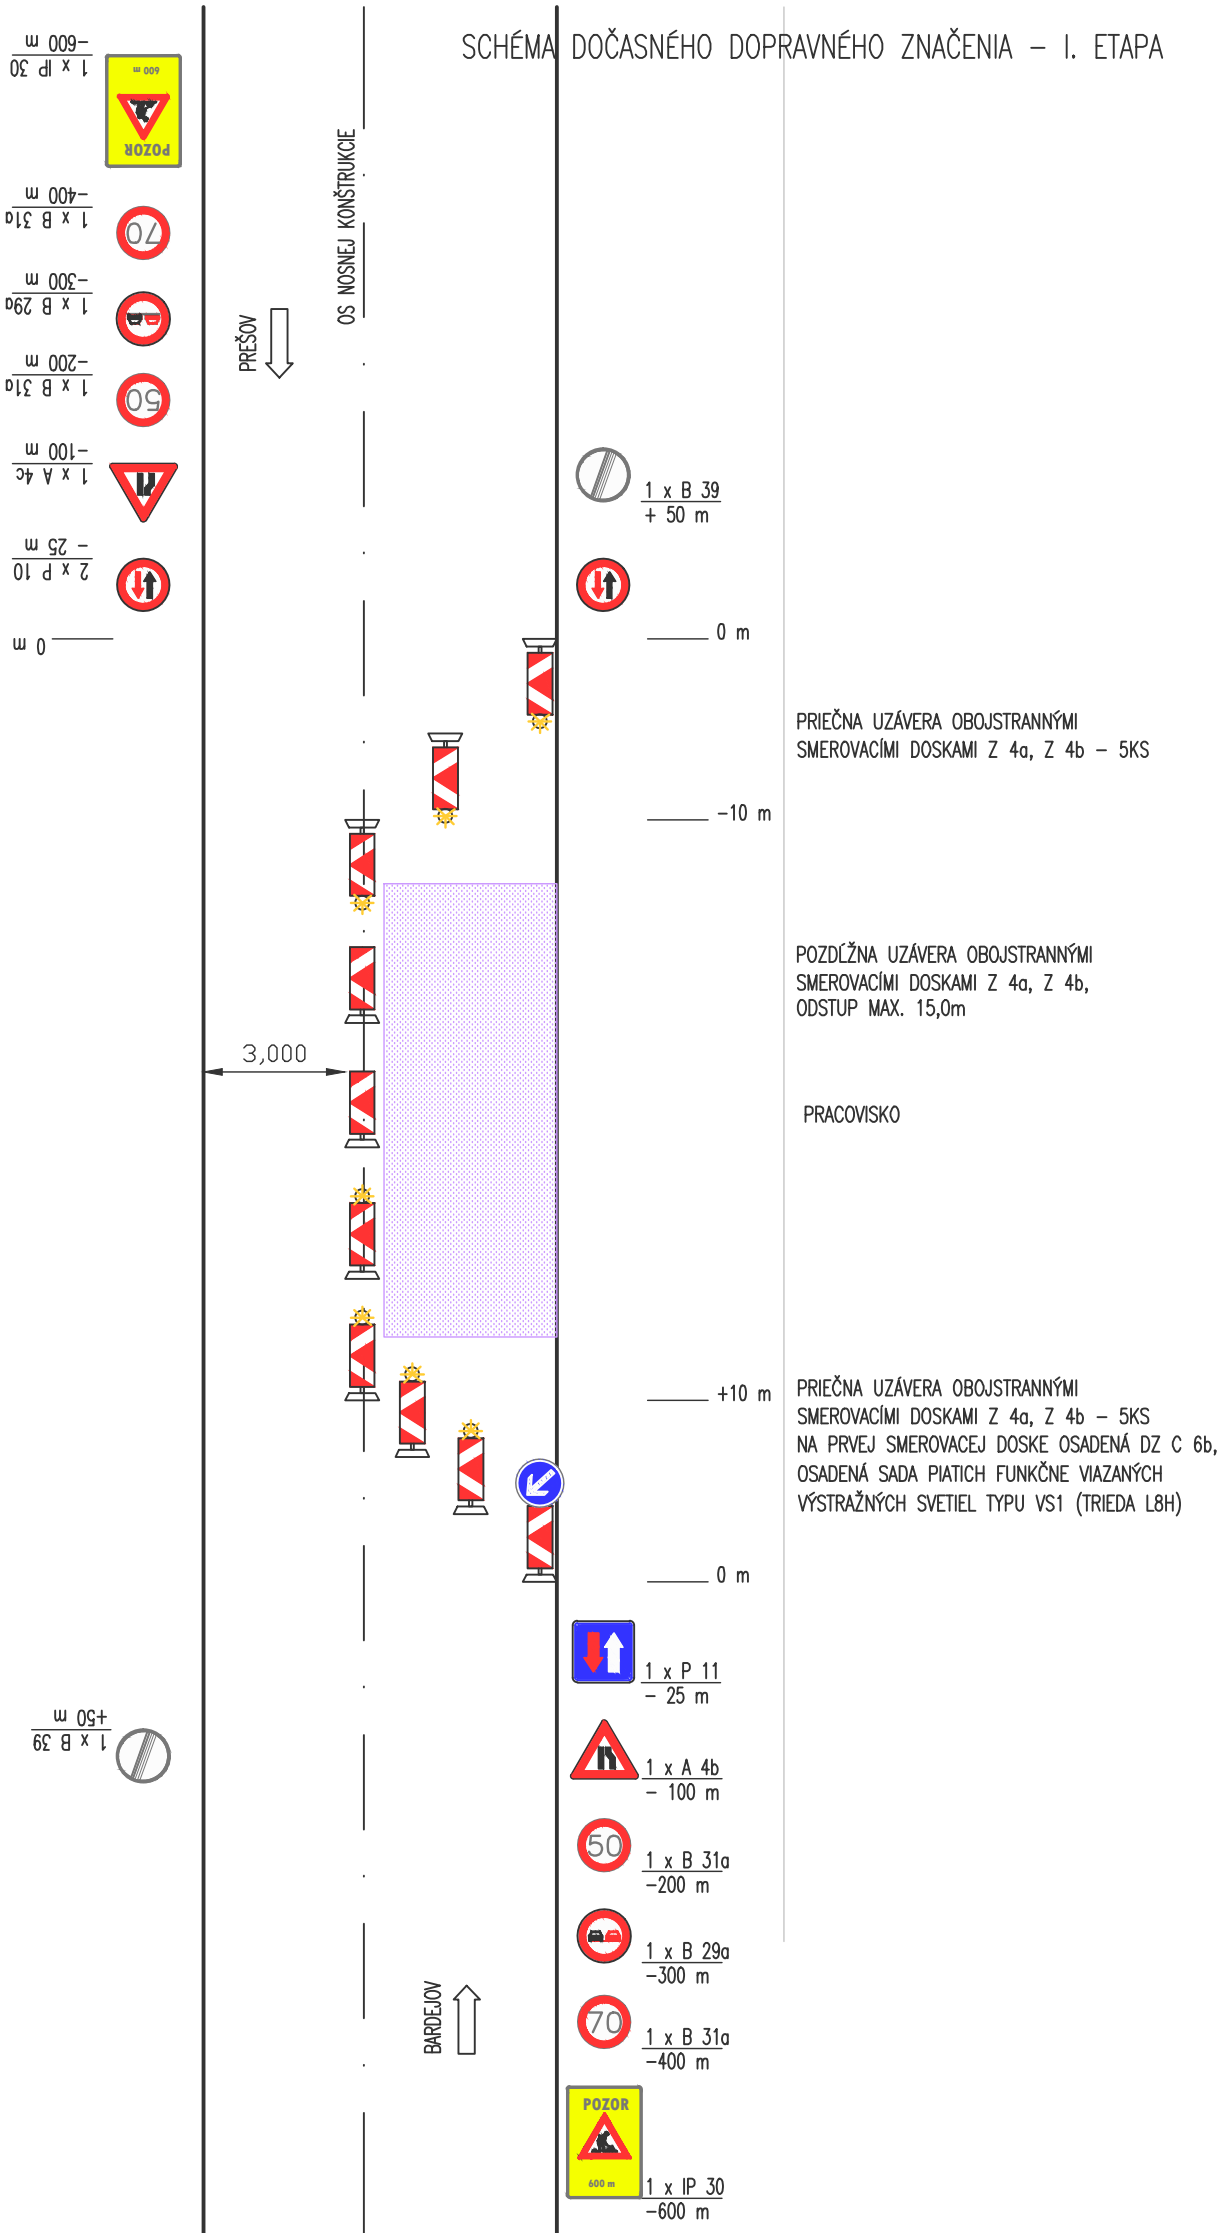 SCHÉMA DOČASNÉHO DOPRAVNÉHO ZNAČENIA – I. ETAPA
1 x IP 30
-600 m
POZOR
600 m
1 x B 31a
-400 m
70
1 x B 29a
-300 m
1 x B 31a
-200 m
50
1 x A 4c
-100 m
2 x P 10
- 25 m
0 m
OS NOSNEJ KONŠTRUKCIE
PREŠOV
1 x B 39
+ 50 m
0 m
PRIEČNA UZÁVERA OBOJSTRANNÝMI
SMEROVACÍMI DOSKAMI Z 4a, Z 4b – 5KS
-10 m
POZDĹŽNA UZÁVERA OBOJSTRANNÝMI
SMEROVACÍMI DOSKAMI Z 4a, Z 4b,
ODSTUP MAX. 15,0m
3,000
PRACOVISKO
+10 m
PRIEČNA UZÁVERA OBOJSTRANNÝMI
SMEROVACÍMI DOSKAMI Z 4a, Z 4b – 5KS
NA PRVEJ SMEROVACEJ DOSKE OSADENÁ DZ C 6b,
OSADENÁ SADA PIATICH FUNKČNE VIAZANÝCH
VÝSTRAŽNÝCH SVETIEL TYPU VS1 (TRIEDA L8H)
0 m
1 x P 11
- 25 m
1 x B 39
+50 m
1 x A 4b
- 100 m
50
1 x B 31a
-200 m
1 x B 29a
-300 m
BARDEJOV
70
1 x B 31a
-400 m
POZOR
600 m
1 x IP 30
-600 m